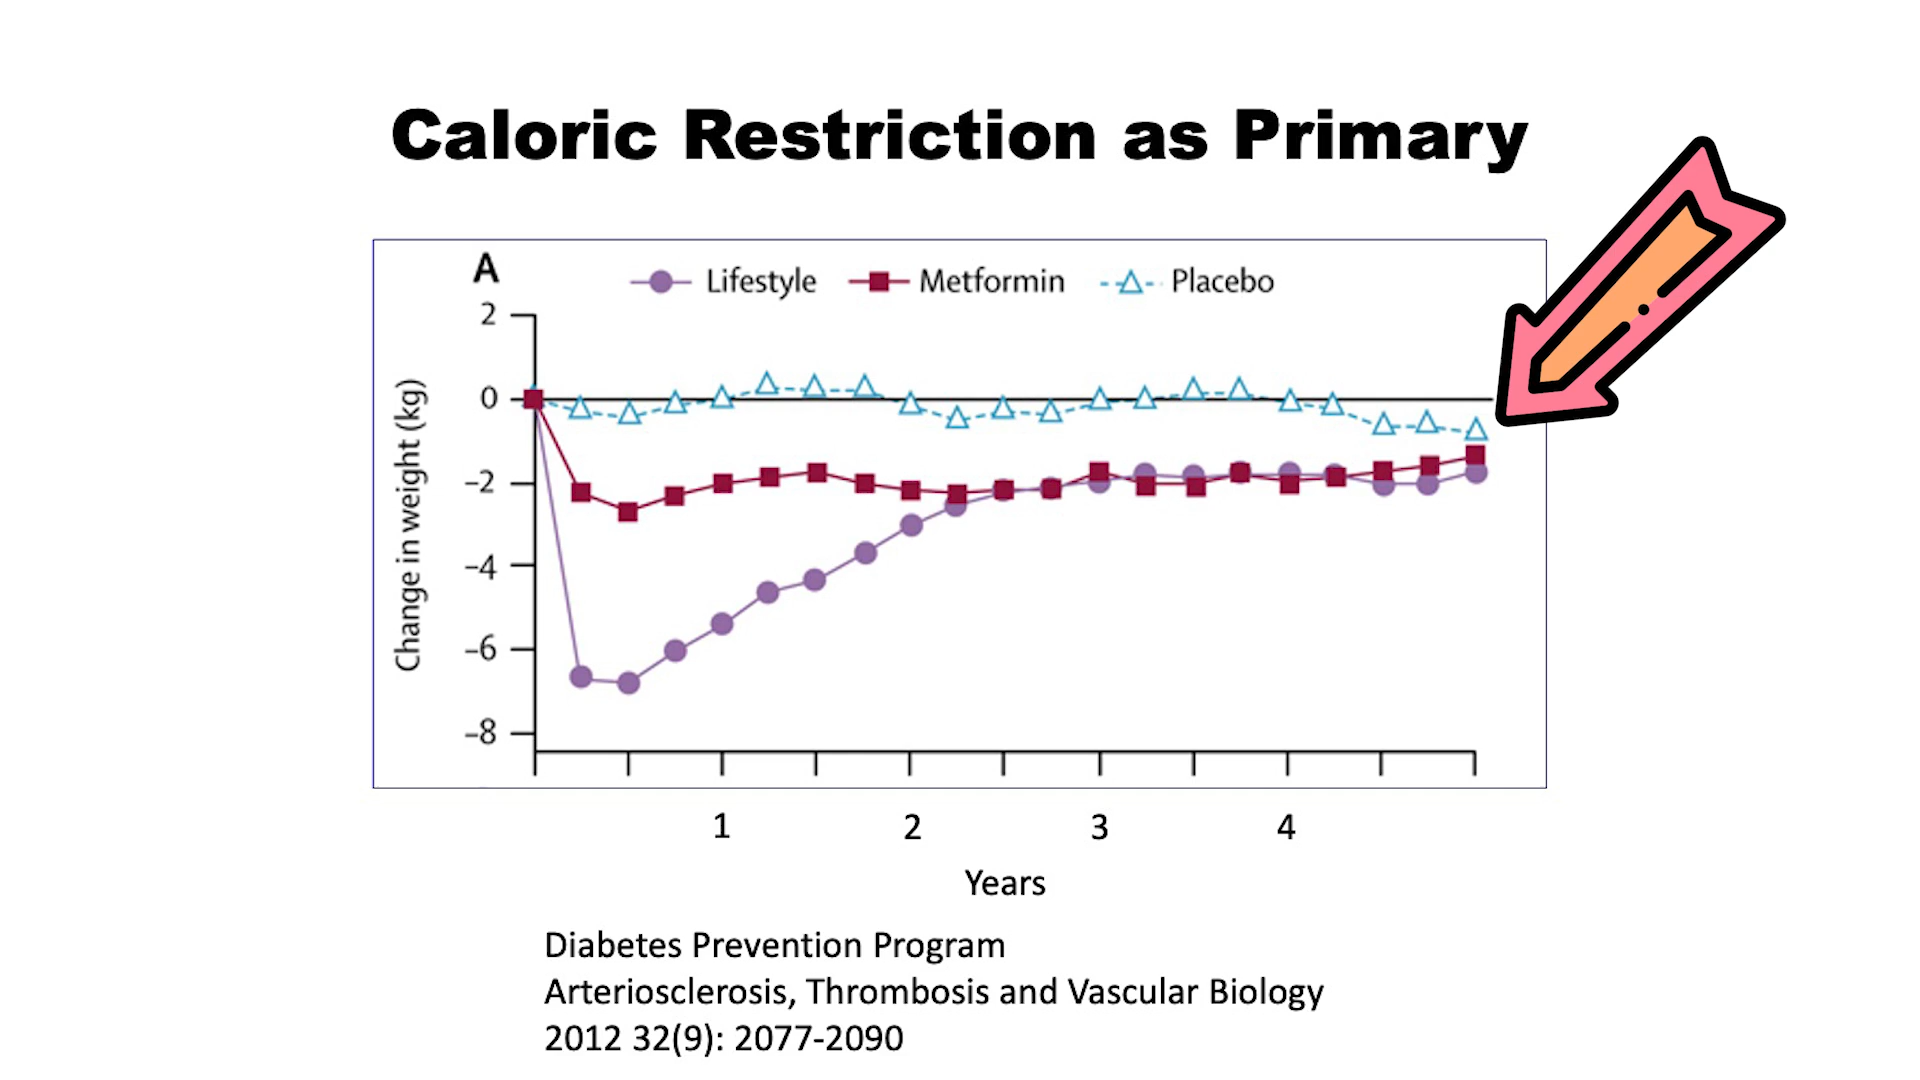 Caloric Restriction as Primary
A
Lifestyle Metformin Placebo
2
0
–2
–4
–6
–8
Change in weight (kg)
1 2 3 4
Years
Diabetes Prevention Program
Arteriosclerosis, Thrombosis and Vascular Biology
2012 32(9): 2077-2090